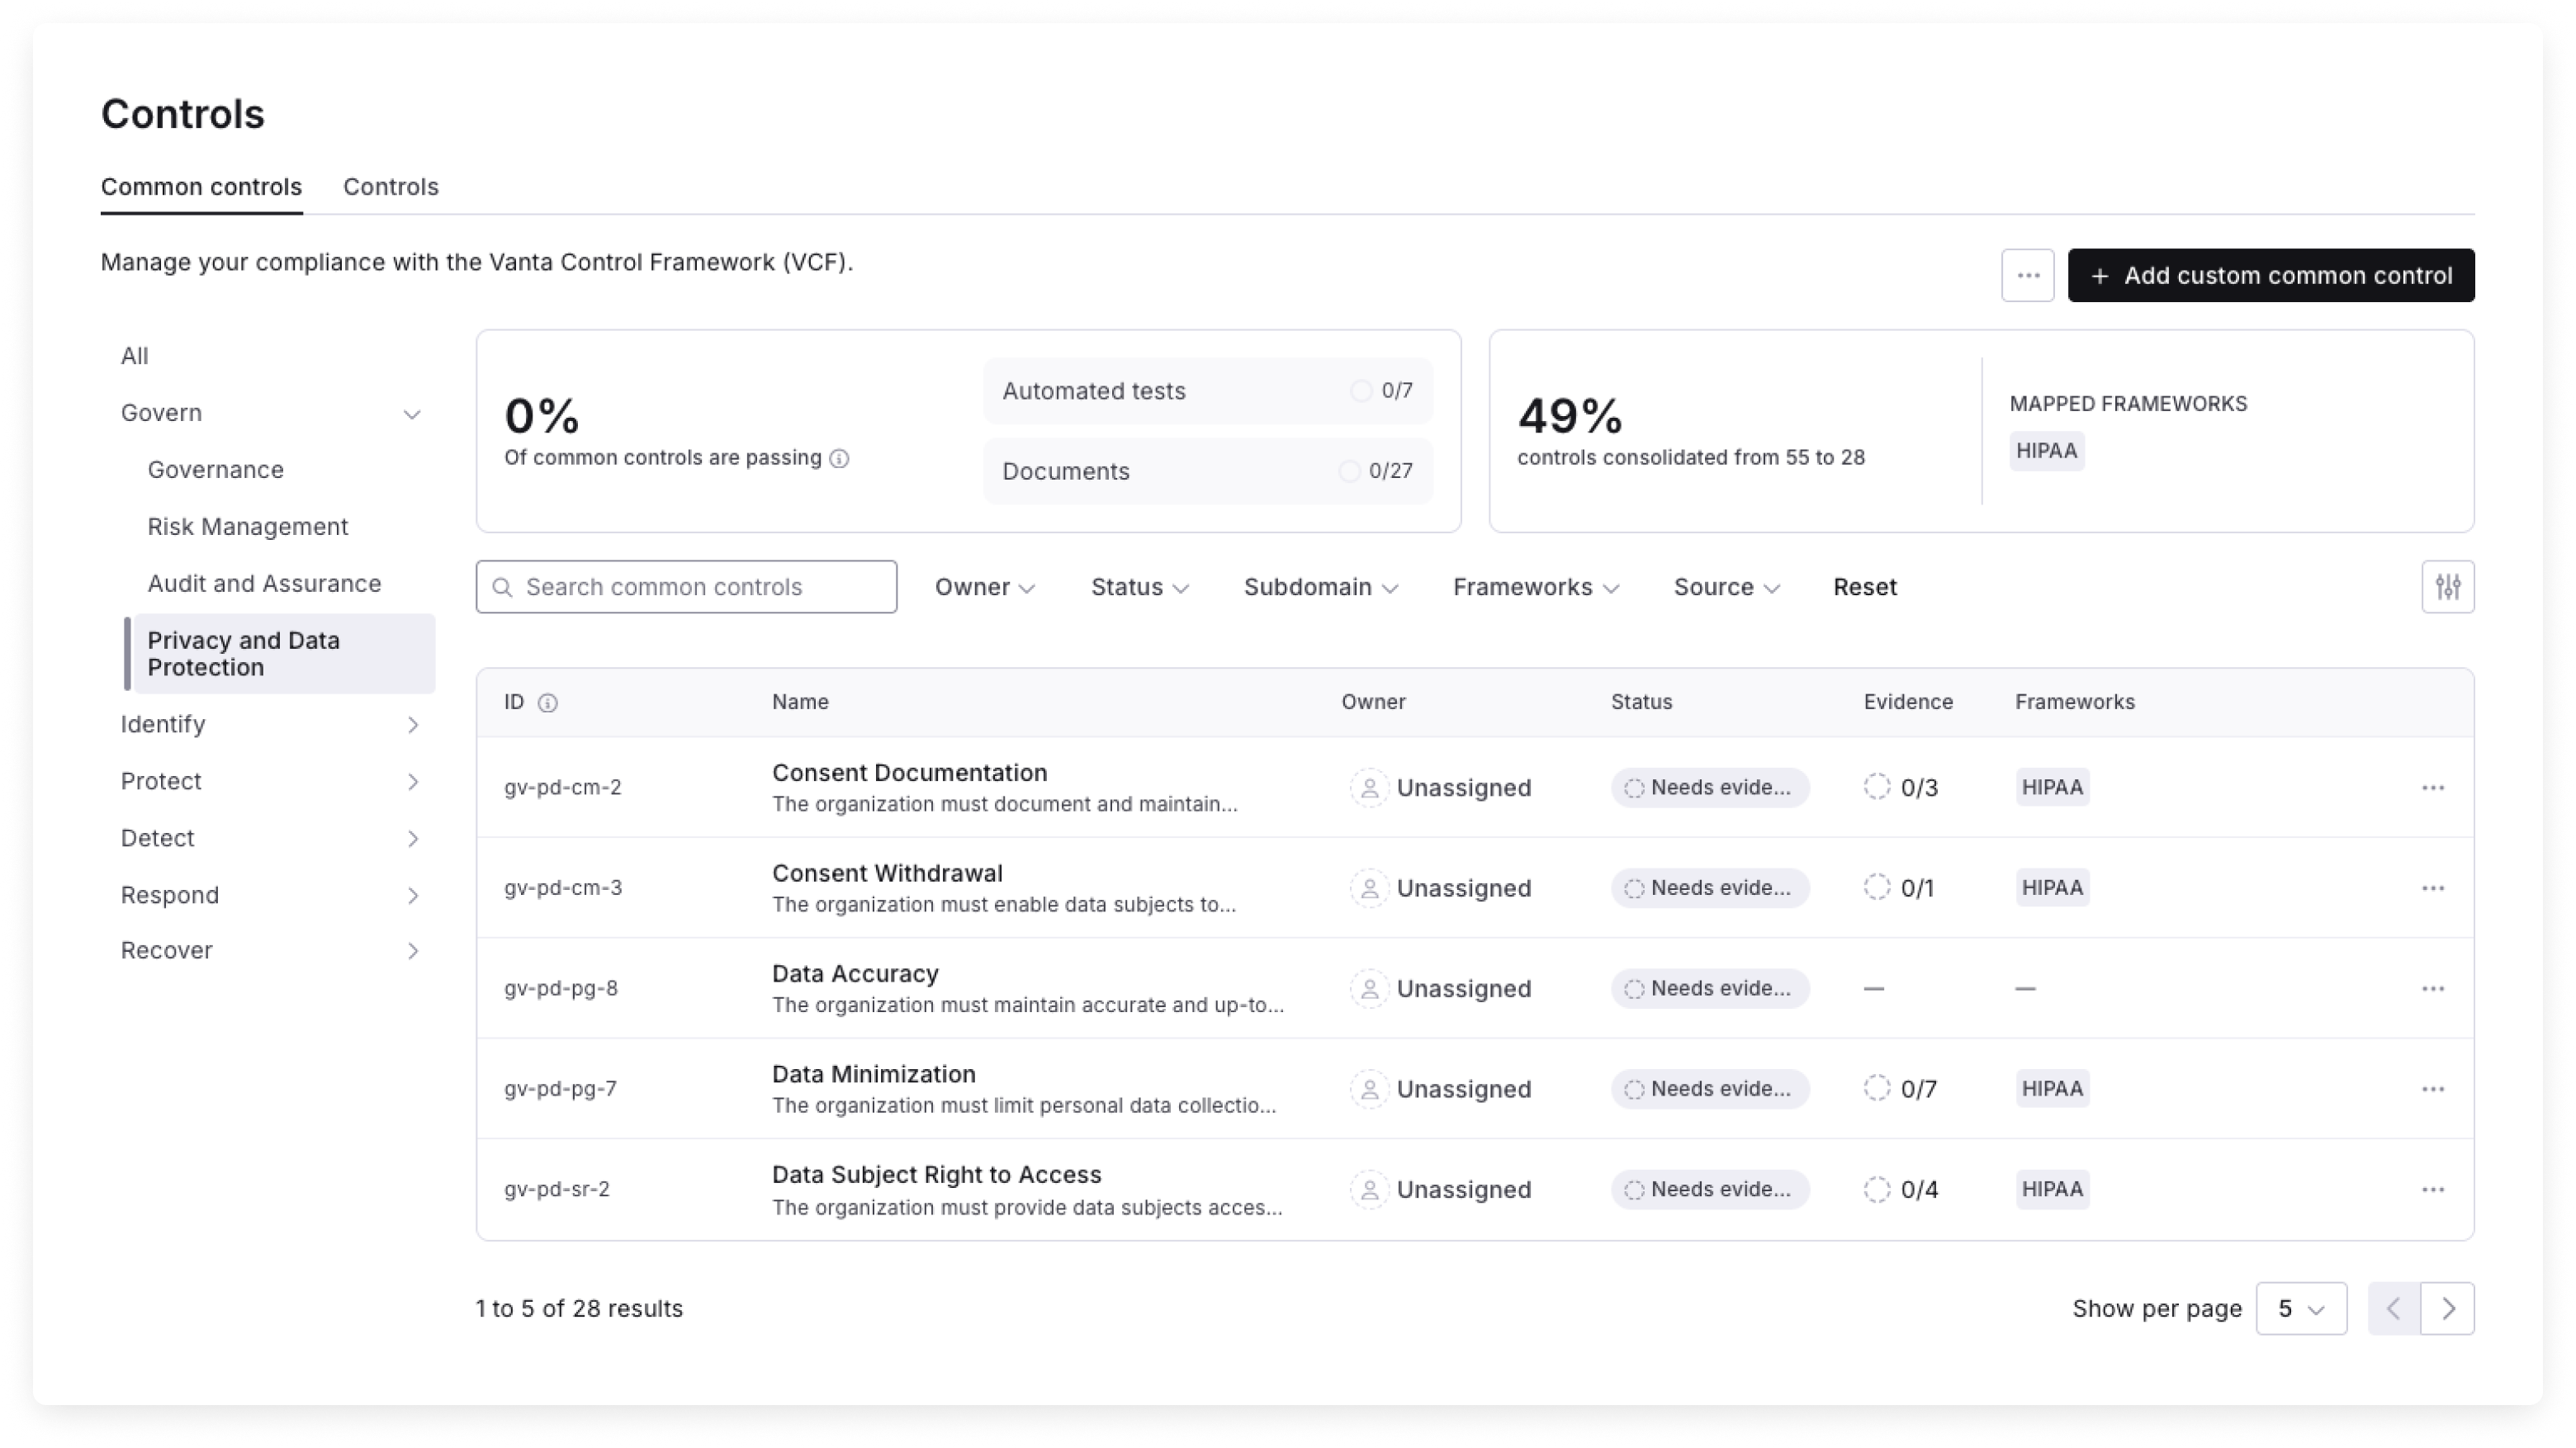 Controls
Common controls Controls
Manage your compliance with the Vanta Control Framework (VCF).
... + Add custom common control
All
Govern
Governance
Risk Management
Audit and Assurance
Privacy and Data
Protection
Identify
Protect
Detect
Respond
Recover
0%
Of common controls are passing
Automated tests 0/7
Documents 0/27
49%
controls consolidated from 55 to 28
MAPPED FRAMEWORKS
HIPAA
Search common controls Owner Status Subdomain Frameworks Source Reset
ID Name Owner Status Evidence Frameworks
gv-pd-cm-2 Consent Documentation Unassigned Needs evide... 0/3 HIPAA ...
The organization must document and maintain...
gv-pd-cm-3 Consent Withdrawal Unassigned Needs evide... 0/1 HIPAA ...
The organization must enable data subjects to...
gv-pd-pg-8 Data Accuracy Unassigned Needs evide... — — ...
The organization must maintain accurate and up-to...
gv-pd-pg-7 Data Minimization Unassigned Needs evide... 0/7 HIPAA ...
The organization must limit personal data collectio...
gv-pd-sr-2 Data Subject Right to Access Unassigned Needs evide... 0/4 HIPAA ...
The organization must provide data subjects acces...
1 to 5 of 28 results Show per page 5